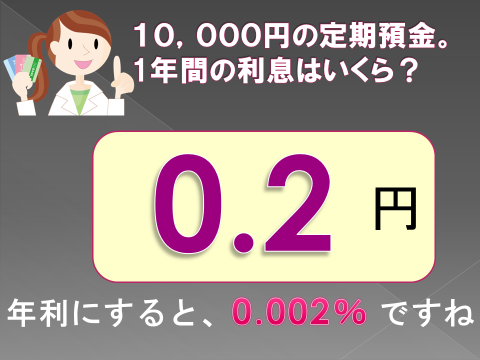 １０，０００円の定期預金。
１年間の利息はいくら？
0.2 円
年利にすると、0.002％ ですね